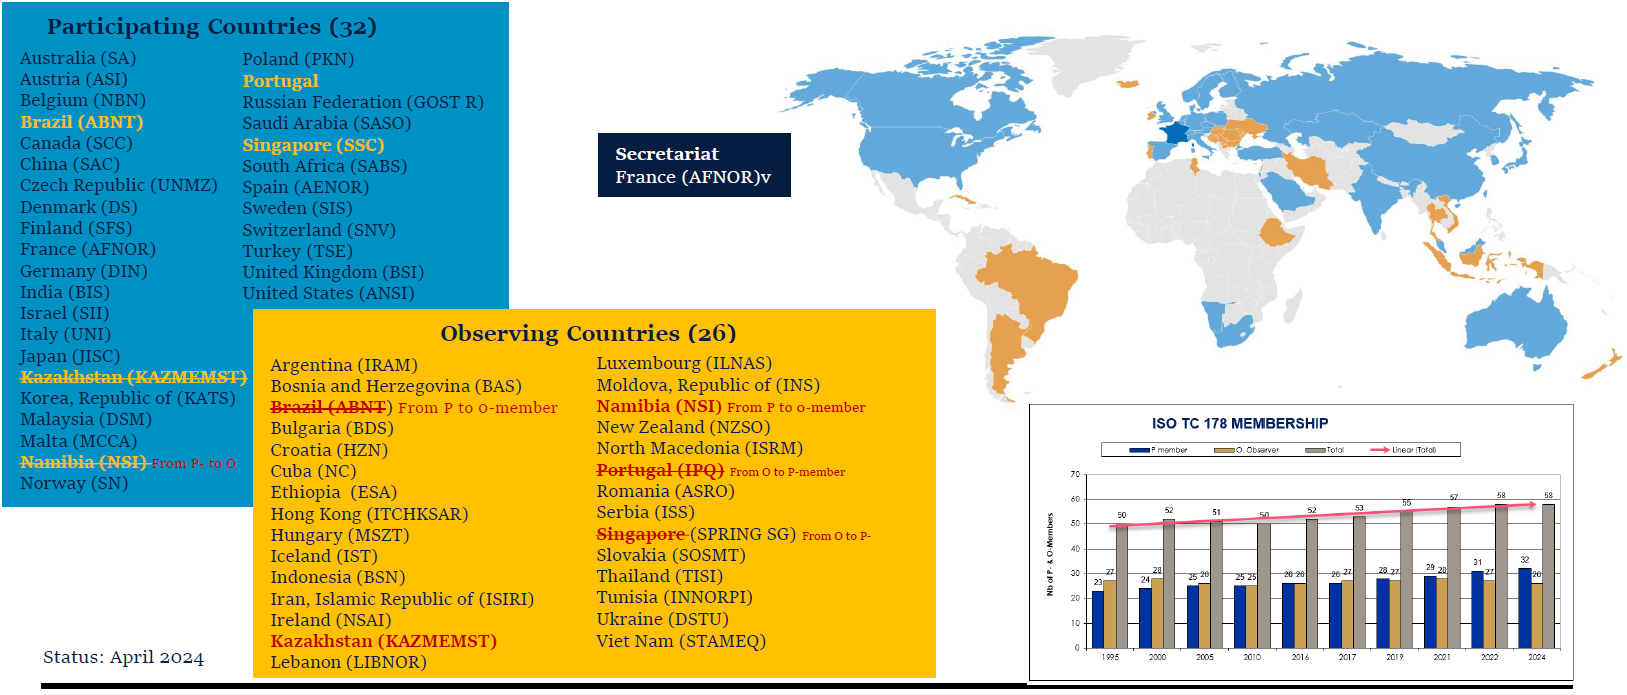 Participating Countries (32)
Australia (SA)
Austria (ASI)
Belgium (NBN)
Brazil (ABNT)
Canada (SCC)
China (SAC)
Czech Republic (UNMZ)
Denmark (DS)
Finland (SFS)
France (AFNOR)
Germany (DIN)
India (BIS)
Israel (SII)
Italy (UNI)
Japan (JISC)
Kazakhstan (KAZMEMST)
Korea, Republic of (KATS)
Malaysia (DSM)
Malta (MCCA)
Namibia (NSI) From P- to O
Norway (SN)
Poland (PKN)
Portugal
Russian Federation (GOST R)
Saudi Arabia (SASO)
Singapore (SSC)
South Africa (SABS)
Spain (AENOR)
Sweden (SIS)
Switzerland (SNV)
Turkey (TSE)
United Kingdom (BSI)
United States (ANSI)
Secretariat
France (AFNOR)v
Observing Countries (26)
Argentina (IRAM)
Bosnia and Herzegovina (BAS)
Brazil (ABNT) From P to O-member
Bulgaria (BDS)
Croatia (HZN)
Cuba (NC)
Ethiopia (ESA)
Hong Kong (ITCHKSAR)
Hungary (MSZT)
Iceland (IST)
Indonesia (BSN)
Iran, Islamic Republic of (ISIRI)
Ireland (NSAI)
Kazakhstan (KAZMEMST)
Lebanon (LIBNOR)
Luxembourg (ILNAS)
Moldova, Republic of (INS)
Namibia (NSI) From P to o-member
New Zealand (NZSO)
North Macedonia (ISRM)
Portugal (IPQ) From O to P-member
Romania (ASRO)
Serbia (ISS)
Singapore (SPRING SG) From O to P-
Slovakia (SOSMT)
Thailand (TISI)
Tunisia (INNORPI)
Ukraine (DSTU)
Viet Nam (STAMEQ)
Status: April 2024
ISO TC 178 MEMBERSHIP
P member O. Observer Total Linear (Total)
Nb of P- & O-Members
70
60
50
40
30
20
10
0
23 27 50
24 28 52
25 26 51
25 25 50
26 26 52
26 27 53
28 27 55
29 28 57
31 27 58
32 26 58
1995 2000 2005 2010 2016 2017 2019 2021 2022 2024